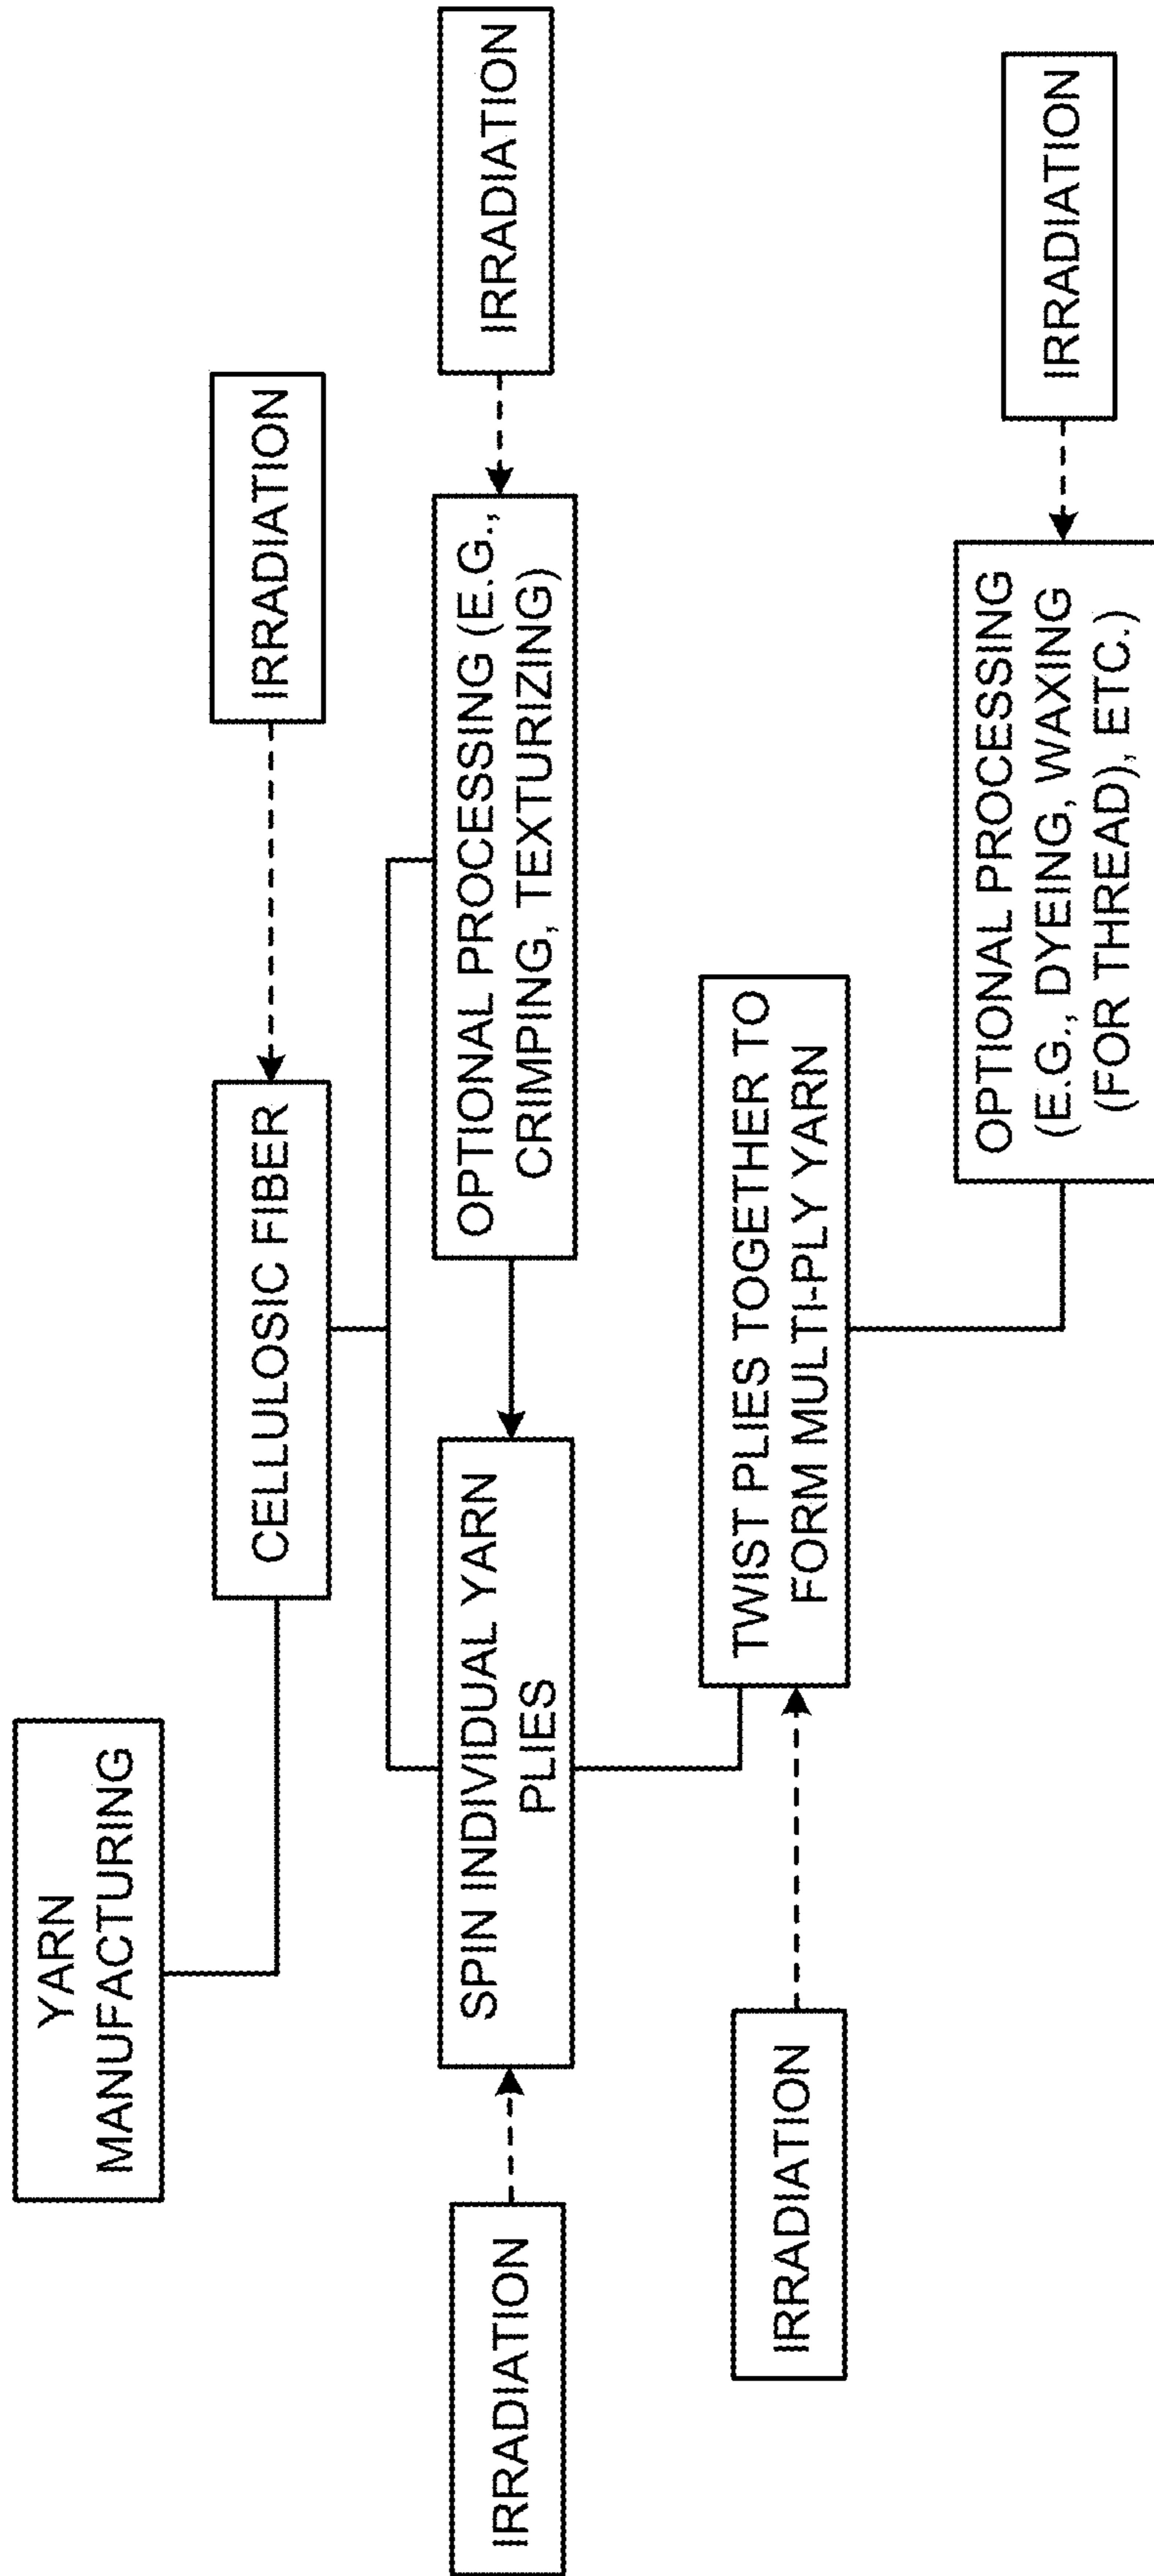 YARN
MANUFACTURING
CELLULOSIC FIBER
IRRADIATION
IRRADIATION
SPIN INDIVIDUAL YARN
PLIES
OPTIONAL PROCESSING (E.G.,
CRIMPING, TEXTURIZING)
IRRADIATION
IRRADIATION
TWIST PLIES TOGETHER TO
FORM MULTI-PLY YARN
OPTIONAL PROCESSING
(E.G., DYEING, WAXING
(FOR THREAD), ETC.)
IRRADIATION